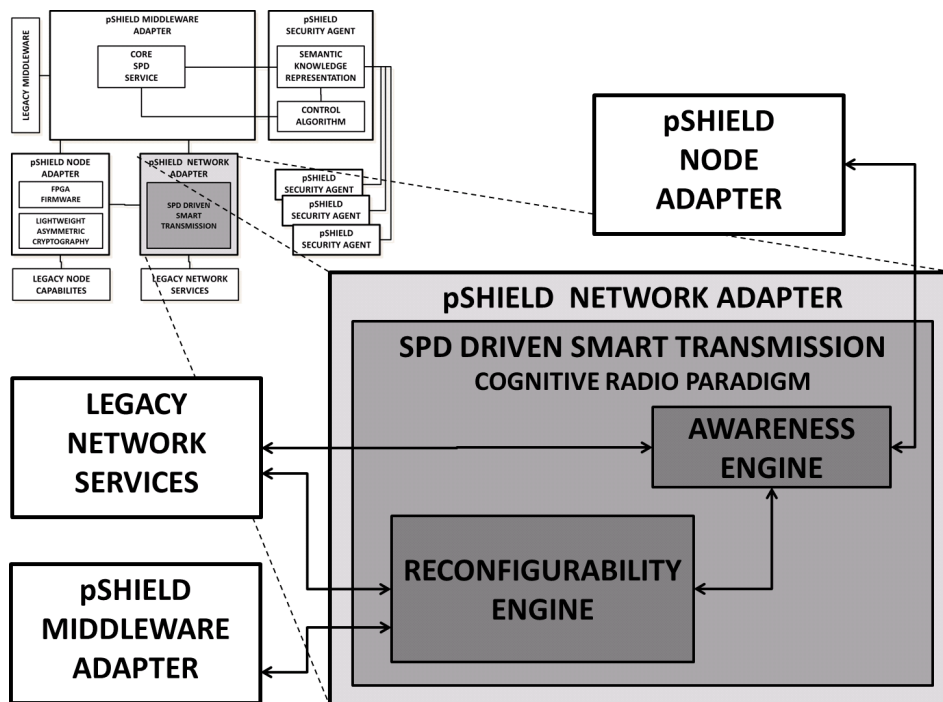 LEGACY MIDDLEWARE
pSHIELD MIDDLEWARE
ADAPTER
CORE
SPD
SERVICE
pSHIELD
SECURITY AGENT
SEMANTIC
KNOWLEDGE
REPRESENTATION
CONTROL
ALGORITHM
pSHIELD NODE
ADAPTER
FPGA
FIRMWARE
LIGHTWEIGHT
ASYMMETRIC
CRYPTOGRAPHY
pSHIELD NETWORK
ADAPTER
SPD DRIVEN
SMART
TRANSMISSION
pSHIELD
SECURITY AGENT
pSHIELD
SECURITY AGENT
pSHIELD
SECURITY AGENT
LEGACY NODE
CAPABILITES
LEGACY NETWORK
SERVICES
pSHIELD
NODE
ADAPTER
pSHIELD NETWORK ADAPTER
SPD DRIVEN SMART TRANSMISSION
COGNITIVE RADIO PARADIGM
AWARENESS
ENGINE
RECONFIGURABILITY
ENGINE
LEGACY
NETWORK
SERVICES
pSHIELD
MIDDLEWARE
ADAPTER